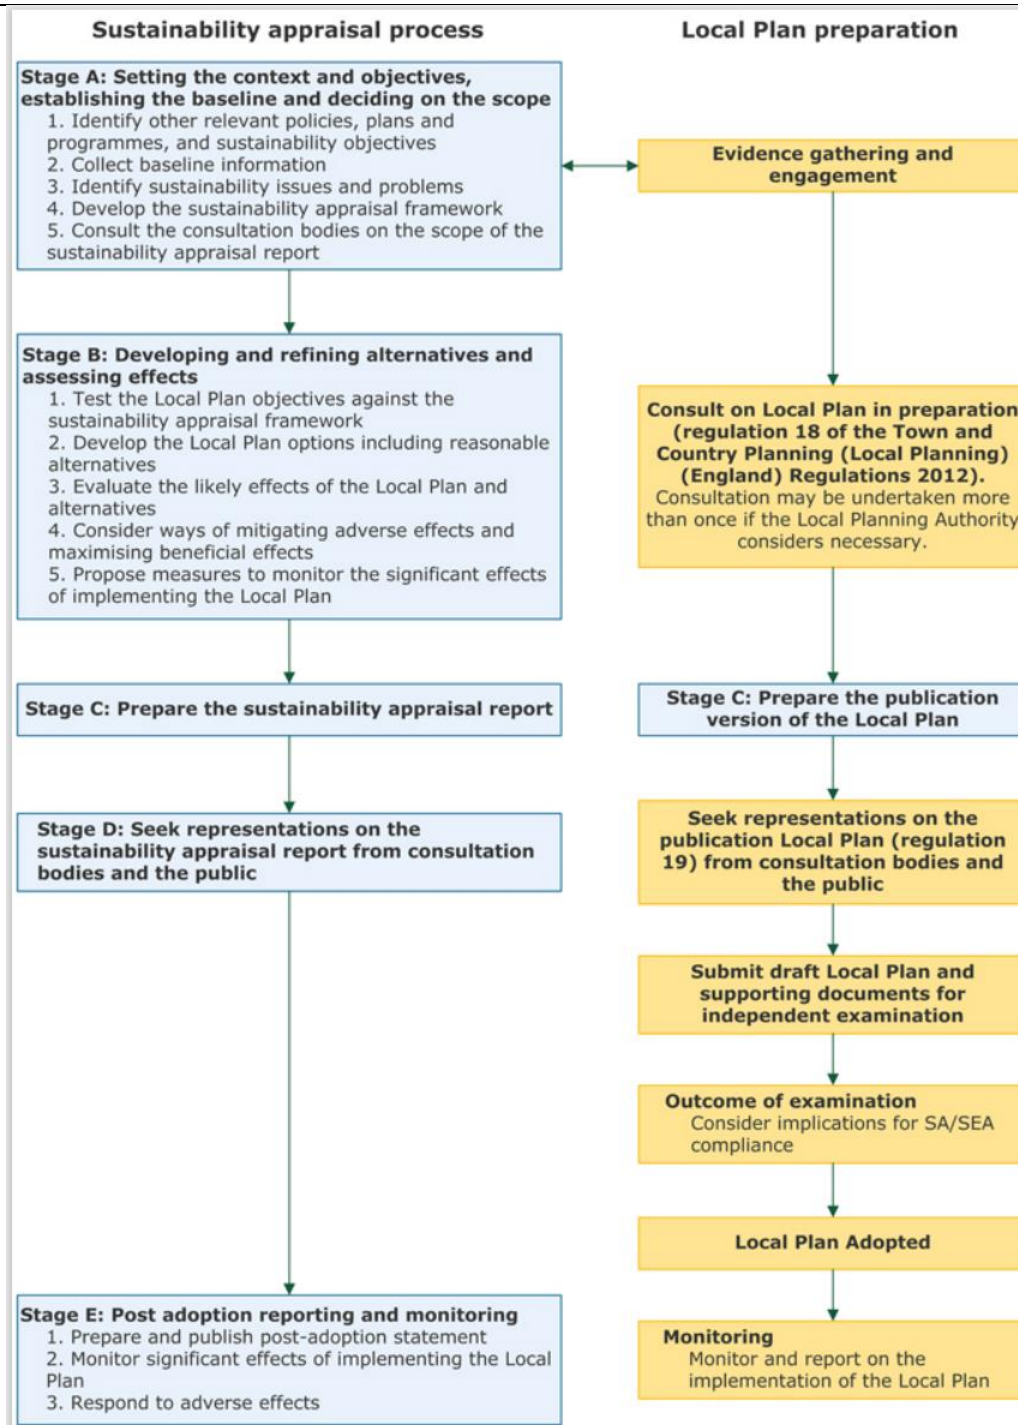 Sustainability appraisal process
Local Plan preparation
Stage A: Setting the context and objectives,
establishing the baseline and deciding on the scope
1. Identify other relevant policies, plans and
programmes, and sustainability objectives
2. Collect baseline information
3. Identify sustainability issues and problems
4. Develop the sustainability appraisal framework
5. Consult the consultation bodies on the scope of the
sustainability appraisal report
Evidence gathering and
engagement
Stage B: Developing and refining alternatives and
assessing effects
1. Test the Local Plan objectives against the
sustainability appraisal framework
2. Develop the Local Plan options including reasonable
alternatives
3. Evaluate the likely effects of the Local Plan and
alternatives
4. Consider ways of mitigating adverse effects and
maximising beneficial effects
5. Propose measures to monitor the significant effects
of implementing the Local Plan
Consult on Local Plan in preparation
(regulation 18 of the Town and
Country Planning (Local Planning)
(England) Regulations 2012).
Consultation may be undertaken more
than once if the Local Planning Authority
considers necessary.
Stage C: Prepare the sustainability appraisal report
Stage C: Prepare the publication
version of the Local Plan
Stage D: Seek representations on the
sustainability appraisal report from consultation
bodies and the public
Seek representations on the
publication Local Plan (regulation
19) from consultation bodies and
the public
Submit draft Local Plan and
supporting documents for
independent examination
Outcome of examination
Consider implications for SA/SEA
compliance
Local Plan Adopted
Stage E: Post adoption reporting and monitoring
1. Prepare and publish post-adoption statement
2. Monitor significant effects of implementing the Local
Plan
3. Respond to adverse effects
Monitoring
Monitor and report on the
implementation of the Local Plan